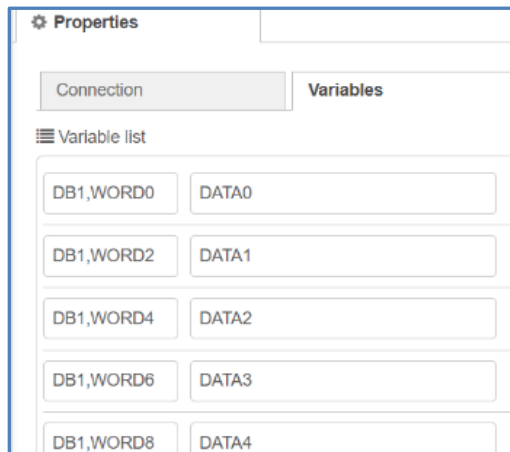 Properties
Connection Variables
Variable list
DB1,WORD0 DATA0
DB1,WORD2 DATA1
DB1,WORD4 DATA2
DB1,WORD6 DATA3
DB1,WORD8 DATA4